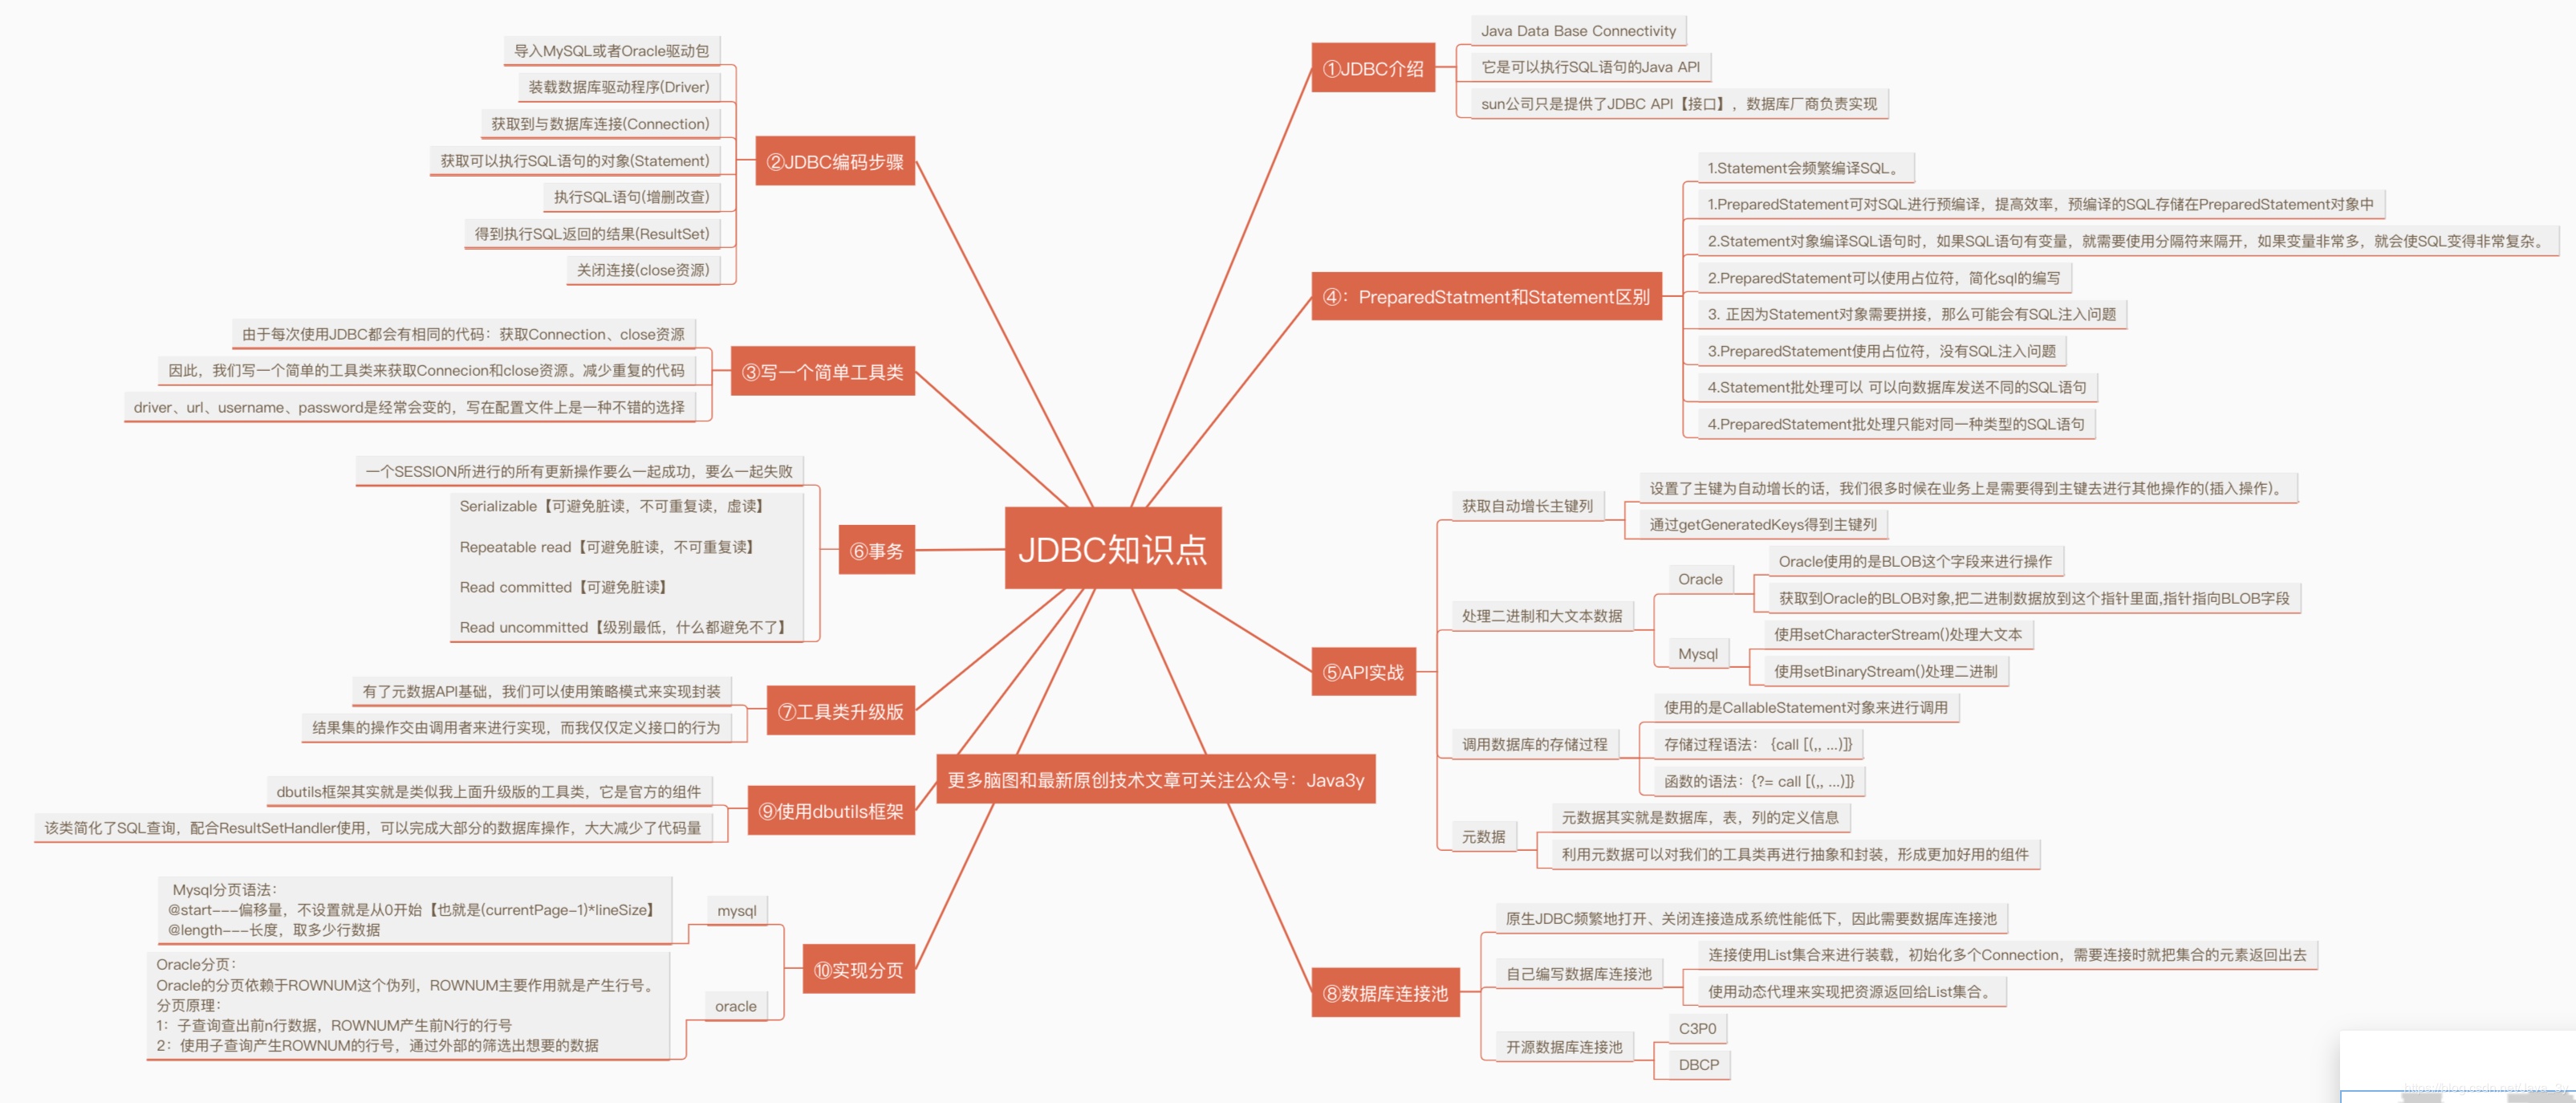 JDBC知识点
①JDBC介绍
Java Data Base Connectivity
它是可以执行SQL语句的Java API
sun公司只是提供了JDBC API【接口】，数据库厂商负责实现
②JDBC编码步骤
导入MySQL或者Oracle驱动包
装载数据库驱动程序(Driver)
获取到与数据库连接(Connection)
获取可以执行SQL语句的对象(Statement)
执行SQL语句(增删改查)
得到执行SQL返回的结果(ResultSet)
关闭连接(close资源)
③写一个简单工具类
由于每次使用JDBC都会有相同的代码：获取Connection、close资源
因此，我们写一个简单的工具类来获取Connecion和close资源。减少重复的代码
driver、url、username、password是经常会变的，写在配置文件上是一种不错的选择
④：PreparedStatment和Statement区别
1.Statement会频繁编译SQL。
1.PreparedStatement可对SQL进行预编译，提高效率，预编译的SQL存储在PreparedStatement对象中
2.Statement对象编译SQL语句时，如果SQL语句有变量，就需要使用分隔符来隔开，如果变量非常多，就会使SQL变得非常复杂。
2.PreparedStatement可以使用占位符，简化sql的编写
3. 正因为Statement对象需要拼接，那么可能会有SQL注入问题
3.PreparedStatement使用占位符，没有SQL注入问题
4.Statement批处理可以 可以向数据库发送不同的SQL语句
4.PreparedStatement批处理只能对同一种类型的SQL语句
⑤API实战
获取自动增长主键列
设置了主键为自动增长的话，我们很多时候在业务上是需要得到主键去进行其他操作的(插入操作)。
通过getGeneratedKeys得到主键列
处理二进制和大文本数据
Oracle
Oracle使用的是BLOB这个字段来进行操作
获取到Oracle的BLOB对象,把二进制数据放到这个指针里面,指针指向BLOB字段
Mysql
使用setCharacterStream()处理大文本
使用setBinaryStream()处理二进制
调用数据库的存储过程
使用的是CallableStatement对象来进行调用
存储过程语法： {call [(,, ...)]}
函数的语法：{?= call [(,, ...)]}
元数据
元数据其实就是数据库，表，列的定义信息
利用元数据可以对我们的工具类再进行抽象和封装，形成更加好用的组件
⑥事务
一个SESSION所进行的所有更新操作要么一起成功，要么一起失败
Serializable【可避免脏读，不可重复读，虚读】
Repeatable read【可避免脏读，不可重复读】
Read committed【可避免脏读】
Read uncommitted【级别最低，什么都避免不了】
⑦工具类升级版
有了元数据API基础，我们可以使用策略模式来实现封装
结果集的操作交由调用者来进行实现，而我仅仅定义接口的行为
更多脑图和最新原创技术文章可关注公众号：Java3y
⑧数据库连接池
原生JDBC频繁地打开、关闭连接造成系统性能低下，因此需要数据库连接池
自己编写数据库连接池
连接使用List集合来进行装载，初始化多个Connection，需要连接时就把集合的元素返回出去
使用动态代理来实现把资源返回给List集合。
开源数据库连接池
C3P0
DBCP
⑨使用dbutils框架
dbutils框架其实就是类似我上面升级版的工具类，它是官方的组件
该类简化了SQL查询，配合ResultSetHandler使用，可以完成大部分的数据库操作，大大减少了代码量
⑩实现分页
mysql
Mysql分页语法：
@start---偏移量，不设置就是从0开始【也就是(currentPage-1)*lineSize】
@length---长度，取多少行数据
oracle
Oracle分页：
Oracle的分页依赖于ROWNUM这个伪列，ROWNUM主要作用就是产生行号。
分页原理：
1：子查询查出前n行数据，ROWNUM产生前N行的行号
2：使用子查询产生ROWNUM的行号，通过外部的筛选出想要的数据